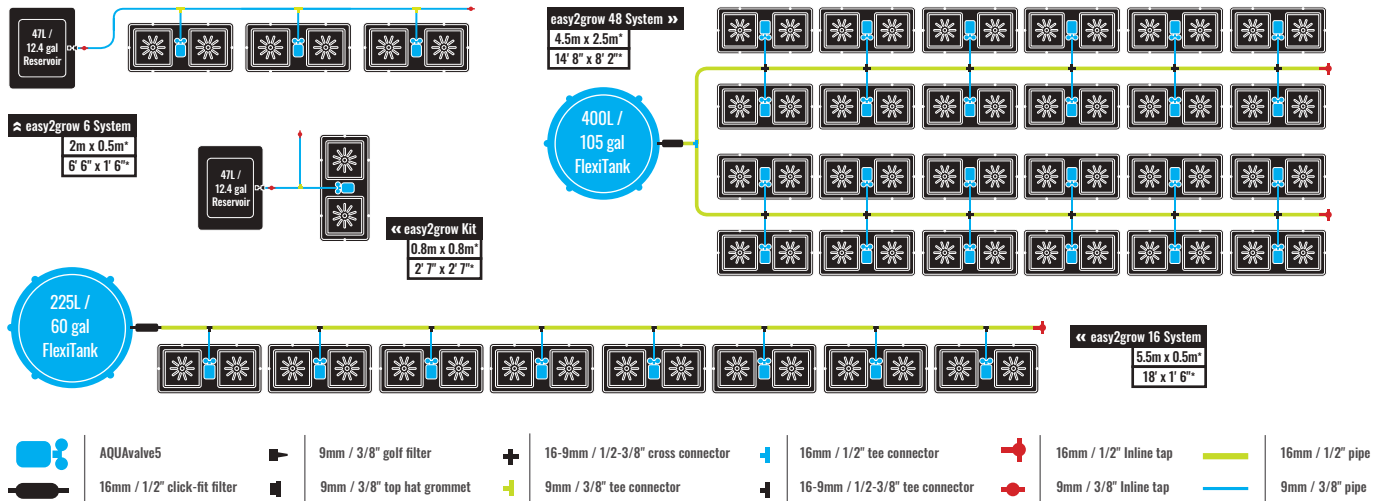 47L /
12.4 gal
Reservoir
easy2grow 6 System
2m x 0.5m*
6' 6" x 1' 6"*
47L /
12.4 gal
Reservoir
« easy2grow Kit
0.8m x 0.8m*
2' 7" x 2' 7"*
easy2grow 48 System »
4.5m x 2.5m*
14' 8" x 8' 2"*
400L /
105 gal
FlexiTank
225L /
60 gal
FlexiTank
« easy2grow 16 System
5.5m x 0.5m*
18' x 1' 6"*
AQUAvalve5
16mm / 1/2" click-fit filter
9mm / 3/8" golf filter
9mm / 3/8" top hat grommet
16-9mm / 1/2-3/8" cross connector
9mm / 3/8" tee connector
16mm / 1/2" tee connector
16-9mm / 1/2-3/8" tee connector
16mm / 1/2" Inline tap
9mm / 3/8" Inline tap
16mm / 1/2" pipe
9mm / 3/8" pipe